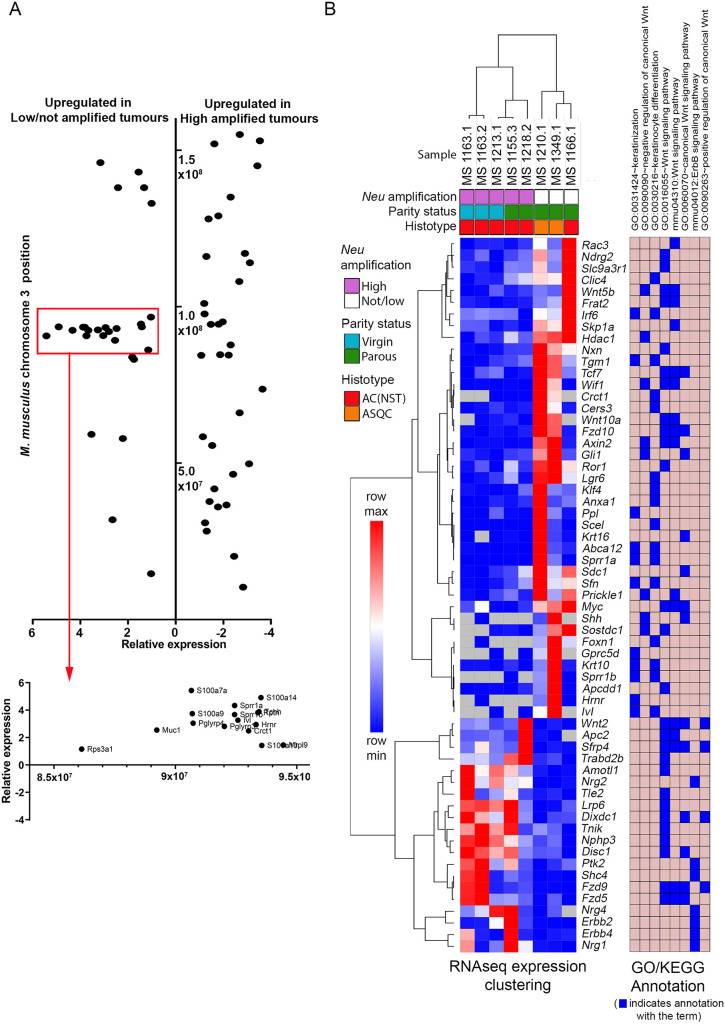 A
Upregulated in
Low/not amplified tumours
Upregulated in
High amplified tumours
1.5
x10⁸
1.0
x10⁸
5.0
x10⁷
M. musculus chromosome 3 position
6 4 2 0 -2 -4
Relative expression
Relative expression
6
4
2
0
-2
-4
S100a7a
S100a14
S100a9
Sprr1a
Pglyrp4
Ivl
Hrnr
Muc1
Crct1
Rps3a1
8.5x10⁷ 9x10⁷ 9.5x10
B
Sample
MS 1163.1
MS 1163.2
MS 1213.1
MS 1155.3
MS 1218.2
MS 1210.1
MS 1349.1
MS 1166.1
Neu amplification
Parity status
Histotype
Neu
amplification
High
Not/low
Parity status
Virgin
Parous
Histotype
AC(NST)
ASQC
row
max
row
min
GO:0031424~keratinization
GO:0090090~negative regulation of canonical Wnt
GO:0030216~keratinocyte differentiation
GO:0016055~Wnt signaling pathway
mmu04310:Wnt signaling pathway
GO:0060070~canonical Wnt signaling pathway
mmu04012:ErbB signaling pathway
GO:0090263~positive regulation of canonical Wnt
Rac3
Ndrg2
Slc9a3r1
Clic4
Wnt5b
Frat2
Irf6
Skp1a
Hdac1
Nxn
Tgm1
Tcf7
Wif1
Crct1
Cers3
Wnt10a
Fzd10
Axin2
Gli1
Ror1
Lgr6
Klf4
Anxa1
Ppl
Scel
Krt16
Abca12
Sprr1a
Sdc1
Sfn
Prickle1
Myc
Shh
Sostdc1
Foxn1
Gprc5d
Krt10
Sprr1b
Apcdd1
Hrnr
Ivl
Wnt2
Apc2
Sfrp4
Trabd2b
Amotl1
Nrg2
Tle2
Lrp6
Dixdc1
Tnik
Nphp3
Disc1
Ptk2
Shc4
Fzd9
Fzd5
Nrg4
Erbb2
Erbb4
Nrg1
RNAseq expression
clustering
GO/KEGG
Annotation
( indicates annotation
with the term)